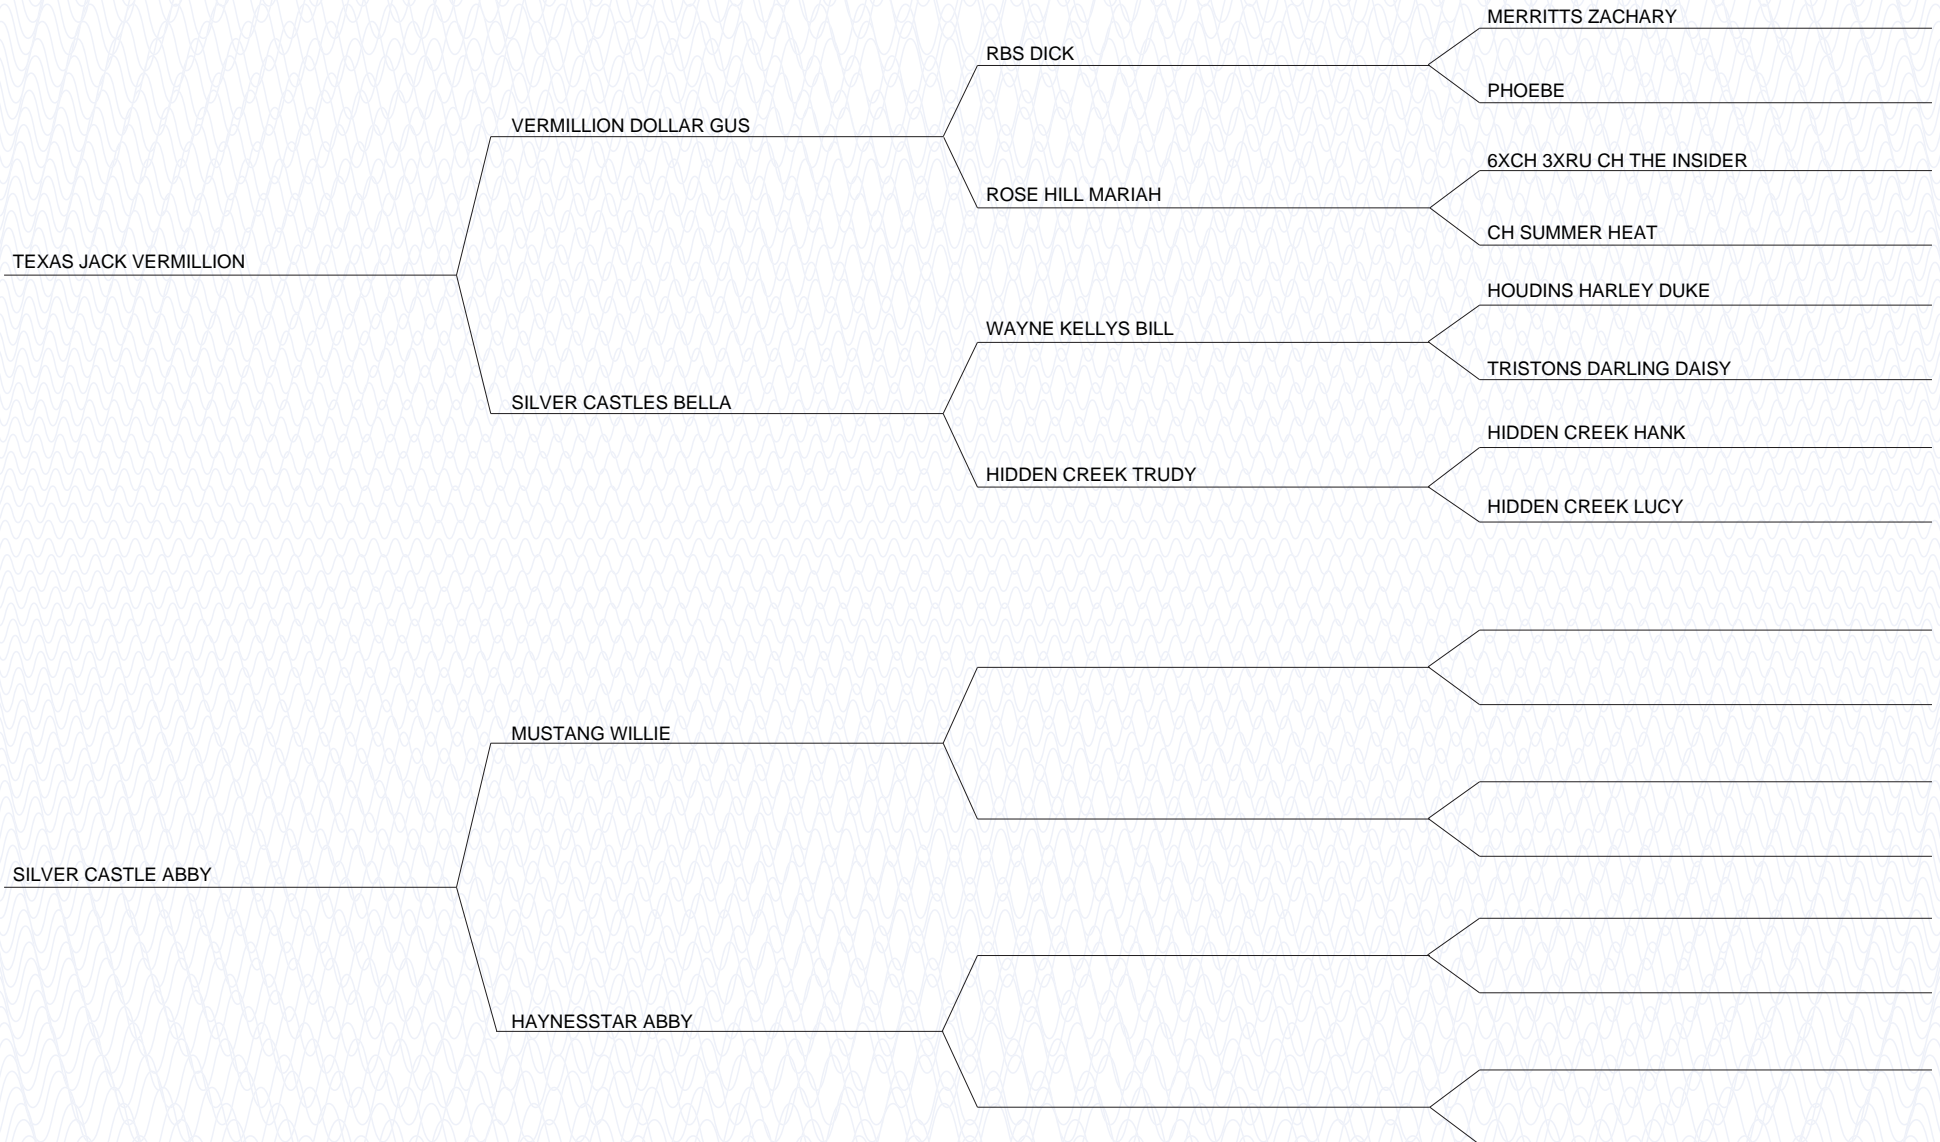 MERRITTS ZACHARY
RBS DICK
PHOEBE
VERMILLION DOLLAR GUS
6XCH 3XRU CH THE INSIDER
ROSE HILL MARIAH
CH SUMMER HEAT
TEXAS JACK VERMILLION
HOUDINS HARLEY DUKE
WAYNE KELLYS BILL
TRISTONS DARLING DAISY
SILVER CASTLES BELLA
HIDDEN CREEK HANK
HIDDEN CREEK TRUDY
HIDDEN CREEK LUCY
MUSTANG WILLIE
SILVER CASTLE ABBY
HAYNESSTAR ABBY